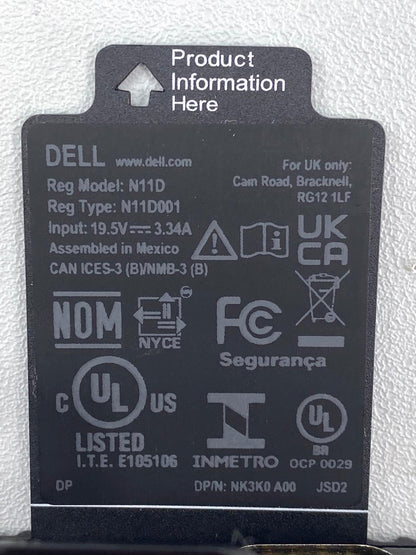 Product
Information
Here
DELL www.dell.com
Reg Model: N11D
Reg Type: N11D001
Input: 19.5V⎓3.34A
Assembled in Mexico
CAN ICES-3 (B)/NMB-3 (B)
For UK only:
Cain Road, Bracknell,
RG12 1LF
UK
CA
NOM
NYCE
FC
Segurança
C UL US
LISTED
I.T.E. E105106
INMETRO
UL
BR
OCP 0029
DP
DP/N: NK3K0 A00
JSD2